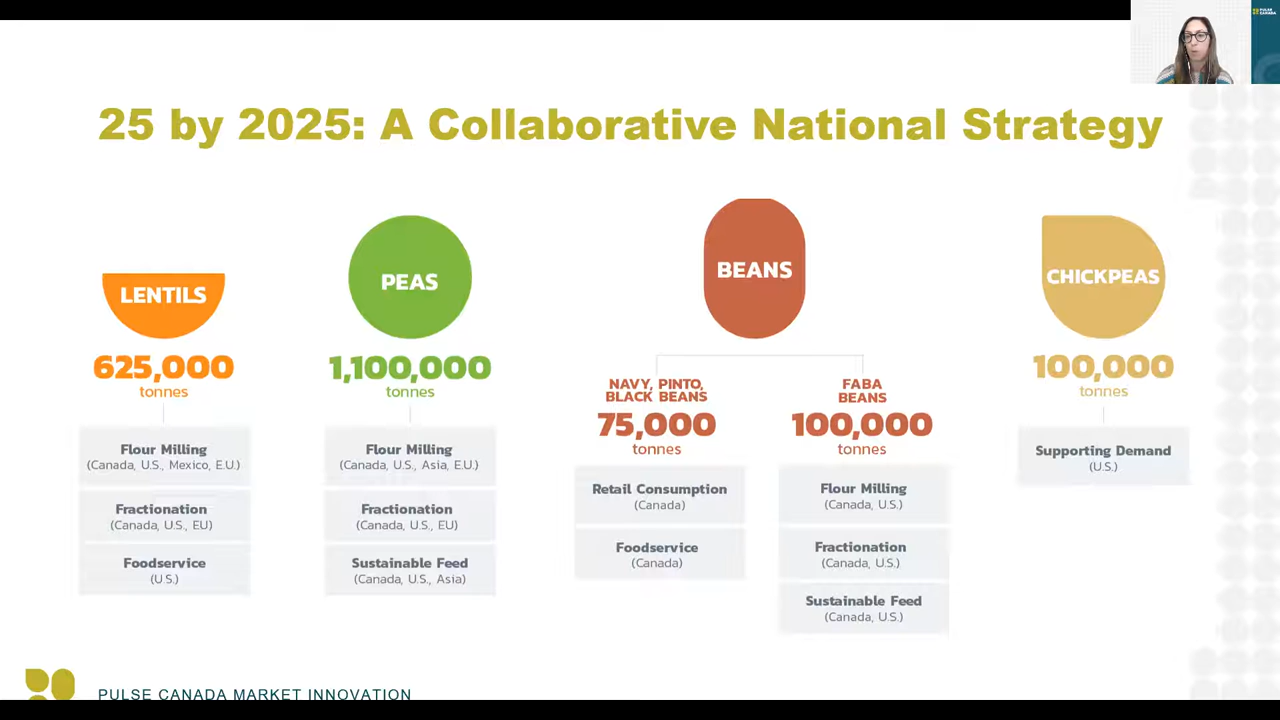 PULSE
CANADA
25 by 2025: A Collaborative National Strategy
LENTILS
625,000
tonnes
Flour Milling
(Canada, U.S., Mexico, E.U.)
Fractionation
(Canada, U.S., EU)
Foodservice
(U.S.)
PEAS
1,100,000
tonnes
Flour Milling
(Canada, U.S., Asia, E.U.)
Fractionation
(Canada, U.S., EU)
Sustainable Feed
(Canada, U.S., Asia)
BEANS
NAVY, PINTO,
BLACK BEANS
75,000
tonnes
Retail Consumption
(Canada)
Foodservice
(Canada)
FABA
BEANS
100,000
tonnes
Flour Milling
(Canada, U.S.)
Fractionation
(Canada, U.S.)
Sustainable Feed
(Canada, U.S.)
CHICKPEAS
100,000
tonnes
Supporting Demand
(U.S.)
PULSE CANADA MARKET INNOVATION